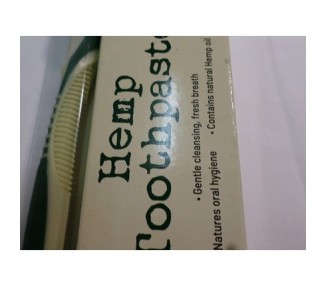 Hemp
Toothpaste
• Gentle cleansing, fresh breath
• Contains natural Hemp oil
Natures oral hygiene